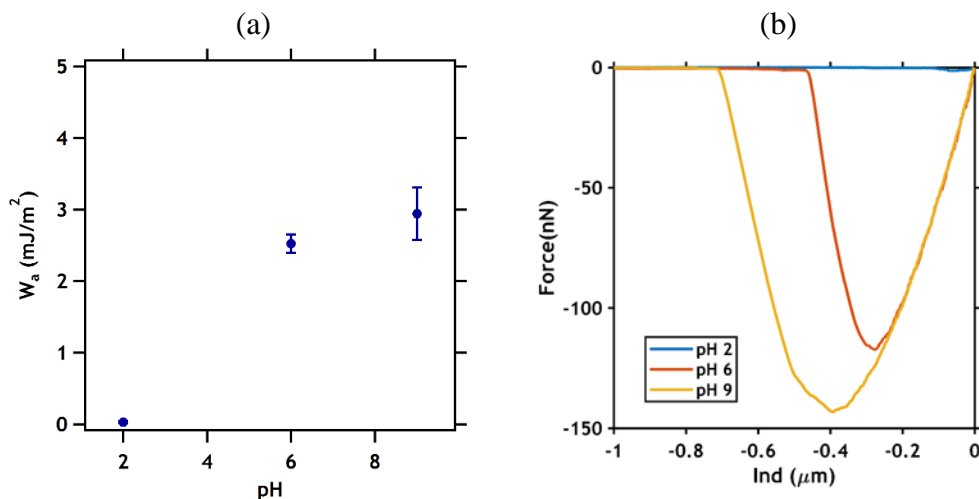 (a)
5
4
3
2
1
0
W_a (mJ/m²)
2 4 6 8
pH
(b)
0
-50
-100
-150
Force(nN)
pH 2
pH 6
pH 9
-1 -0.8 -0.6 -0.4 -0.2 0
Ind (μm)